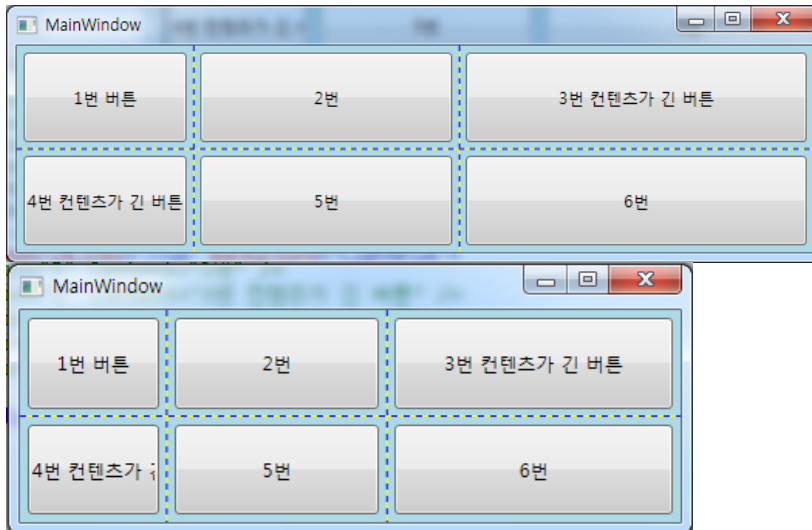 MainWindow
1번 버튼
2번
3번 컨텐츠가 긴 버튼
4번 컨텐츠가 긴 버튼
5번
6번
MainWindow
1번 버튼
2번
3번 컨텐츠가 긴 버튼
4번 컨텐츠가
5번
6번